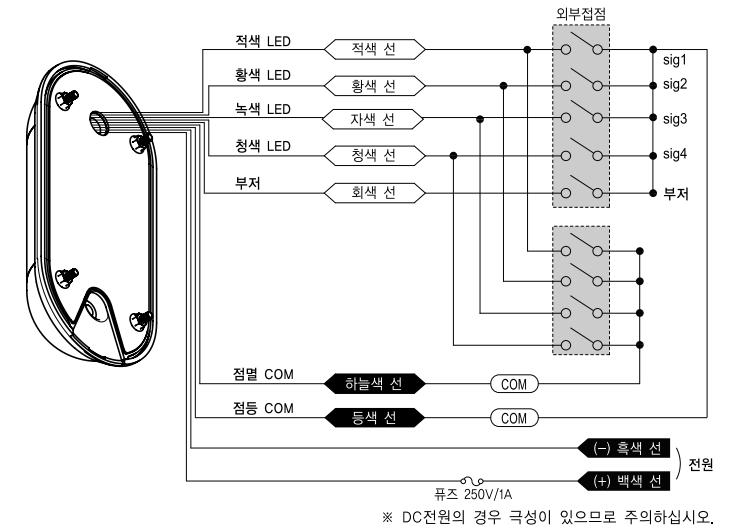 외부접점
적색 LED
적색 선
sig1
황색 LED
황색 선
sig2
녹색 LED
자색 선
sig3
청색 LED
청색 선
sig4
부저
회색 선
부저
점멸 COM
하늘색 선
COM
점등 COM
등색 선
COM
(-) 흑색 선
전원
(+) 백색 선
퓨즈 250V/1A
※ DC전원의 경우 극성이 있으므로 주의하십시오.